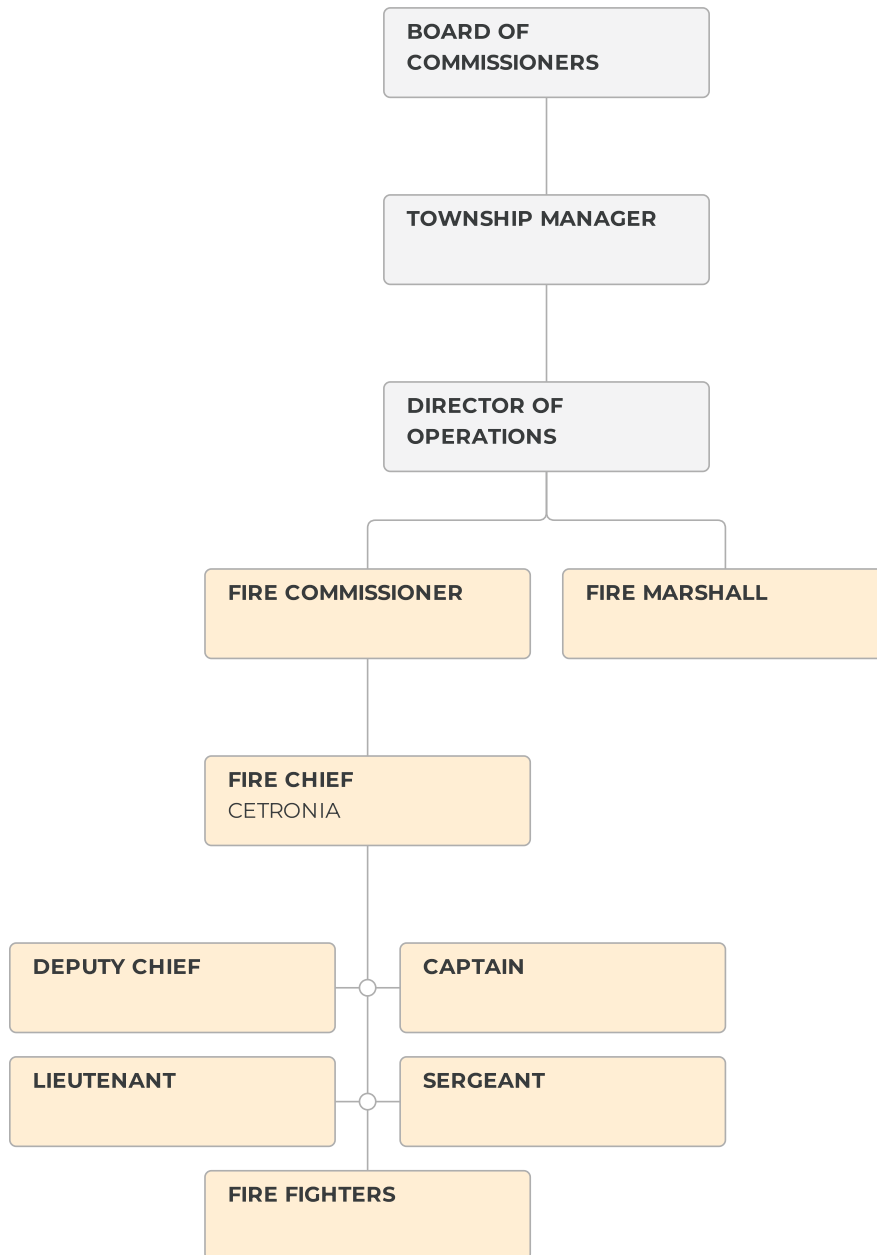 BOARD OF
COMMISSIONERS
TOWNSHIP MANAGER
DIRECTOR OF
OPERATIONS
FIRE COMMISSIONER
FIRE MARSHALL
FIRE CHIEF
CETRONIA
DEPUTY CHIEF
CAPTAIN
LIEUTENANT
SERGEANT
FIRE FIGHTERS